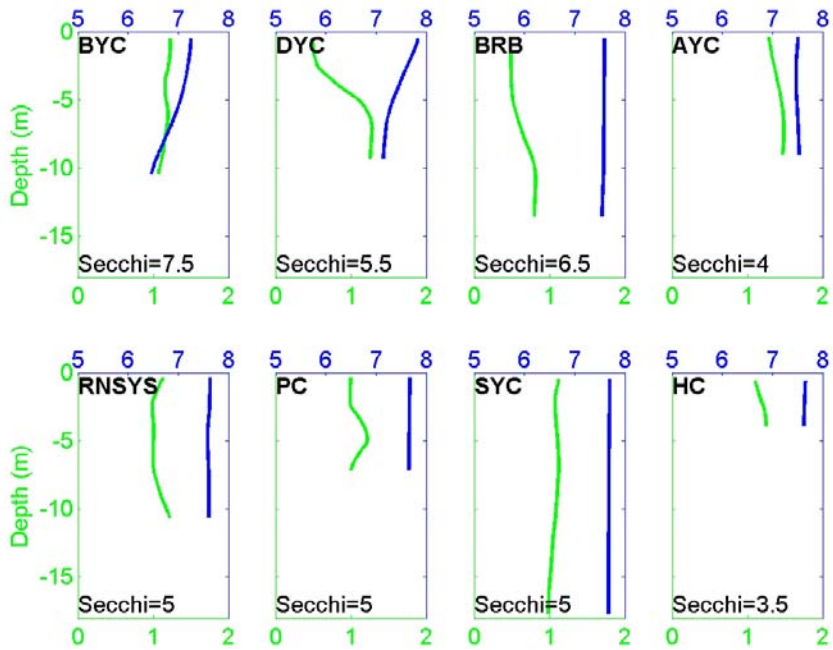 5 6 7 8 5 6 7 8 5 6 7 8 5 6 7 8
0 BYC DYC BRB AYC
-5
Depth (m)
-10
-15
Secchi=7.5 Secchi=5.5 Secchi=6.5 Secchi=4
0 1 2 0 1 2 0 1 2 0 1 2
5 6 7 8 5 6 7 8 5 6 7 8 5 6 7 8
0 RNSYS PC SYC HC
-5
Depth (m)
-10
-15
Secchi=5 Secchi=5 Secchi=5 Secchi=3.5
0 1 2 0 1 2 0 1 2 0 1 2